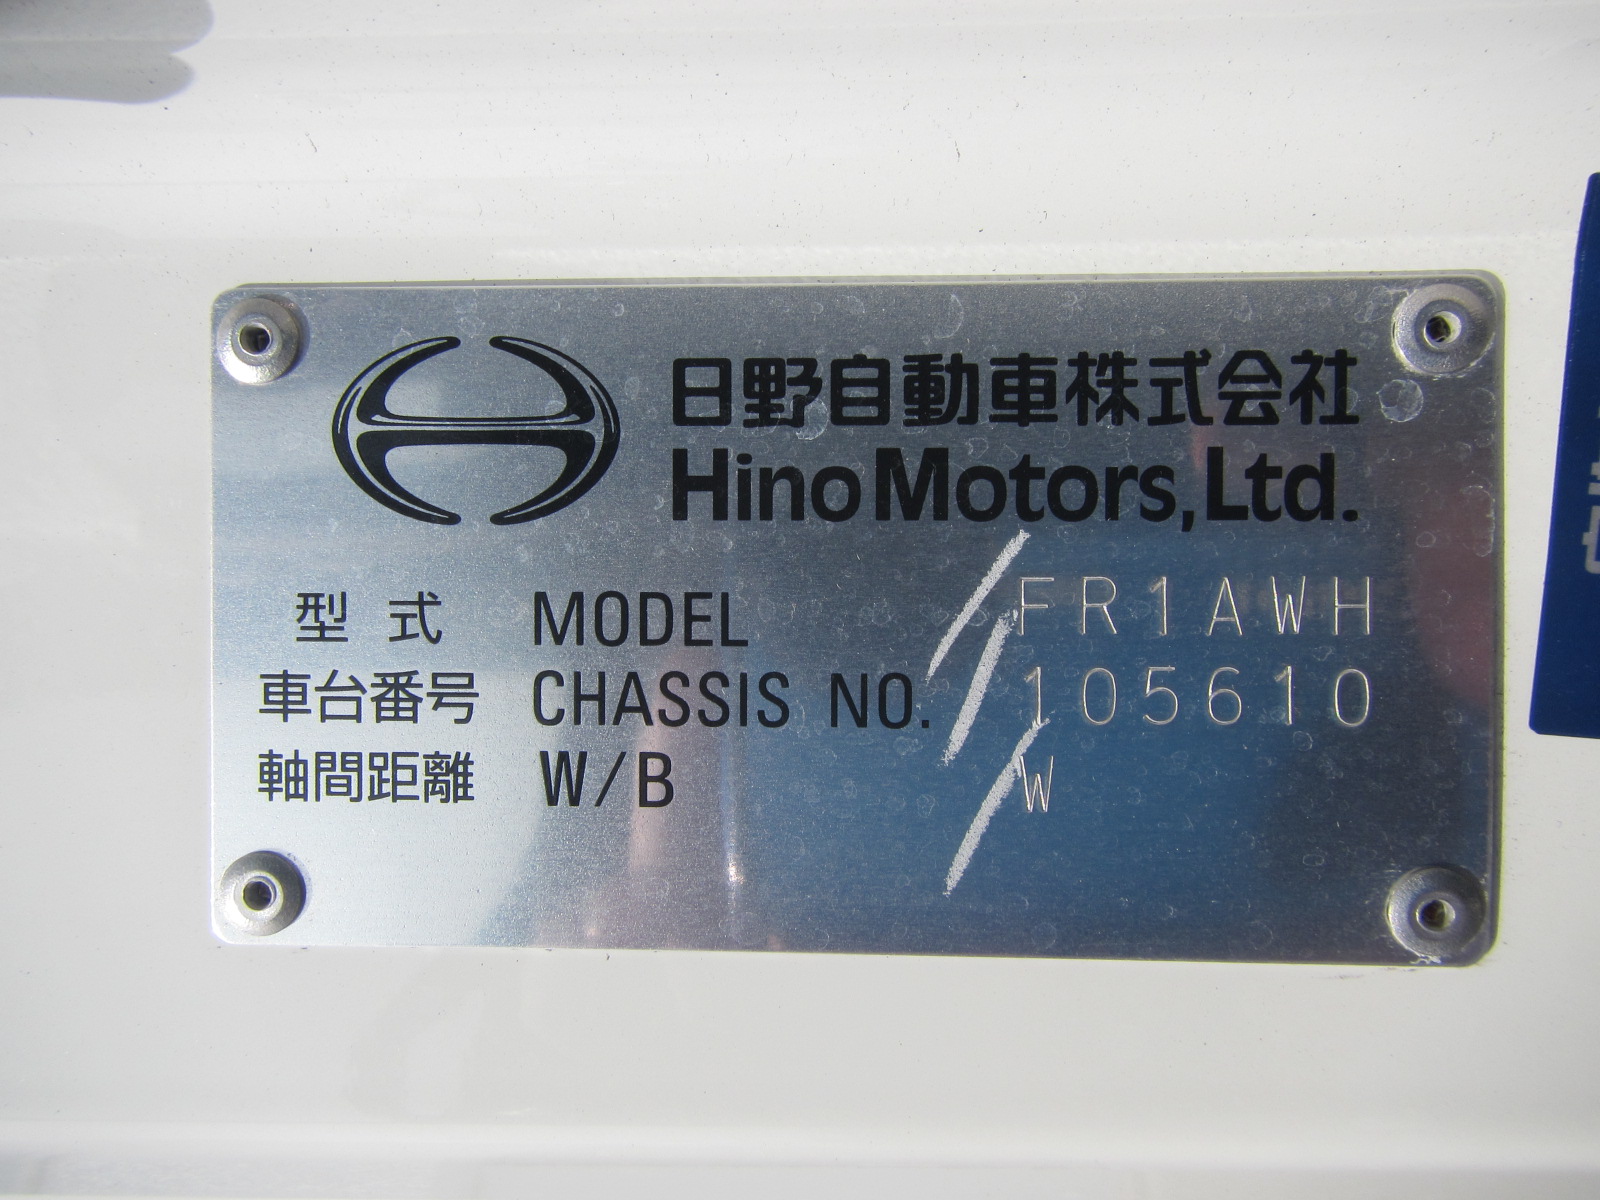 日野自動車株式会社
Hino Motors, Ltd.
型式 MODEL FR1AWH
車台番号 CHASSIS NO. 105610
軸間距離 W/B W